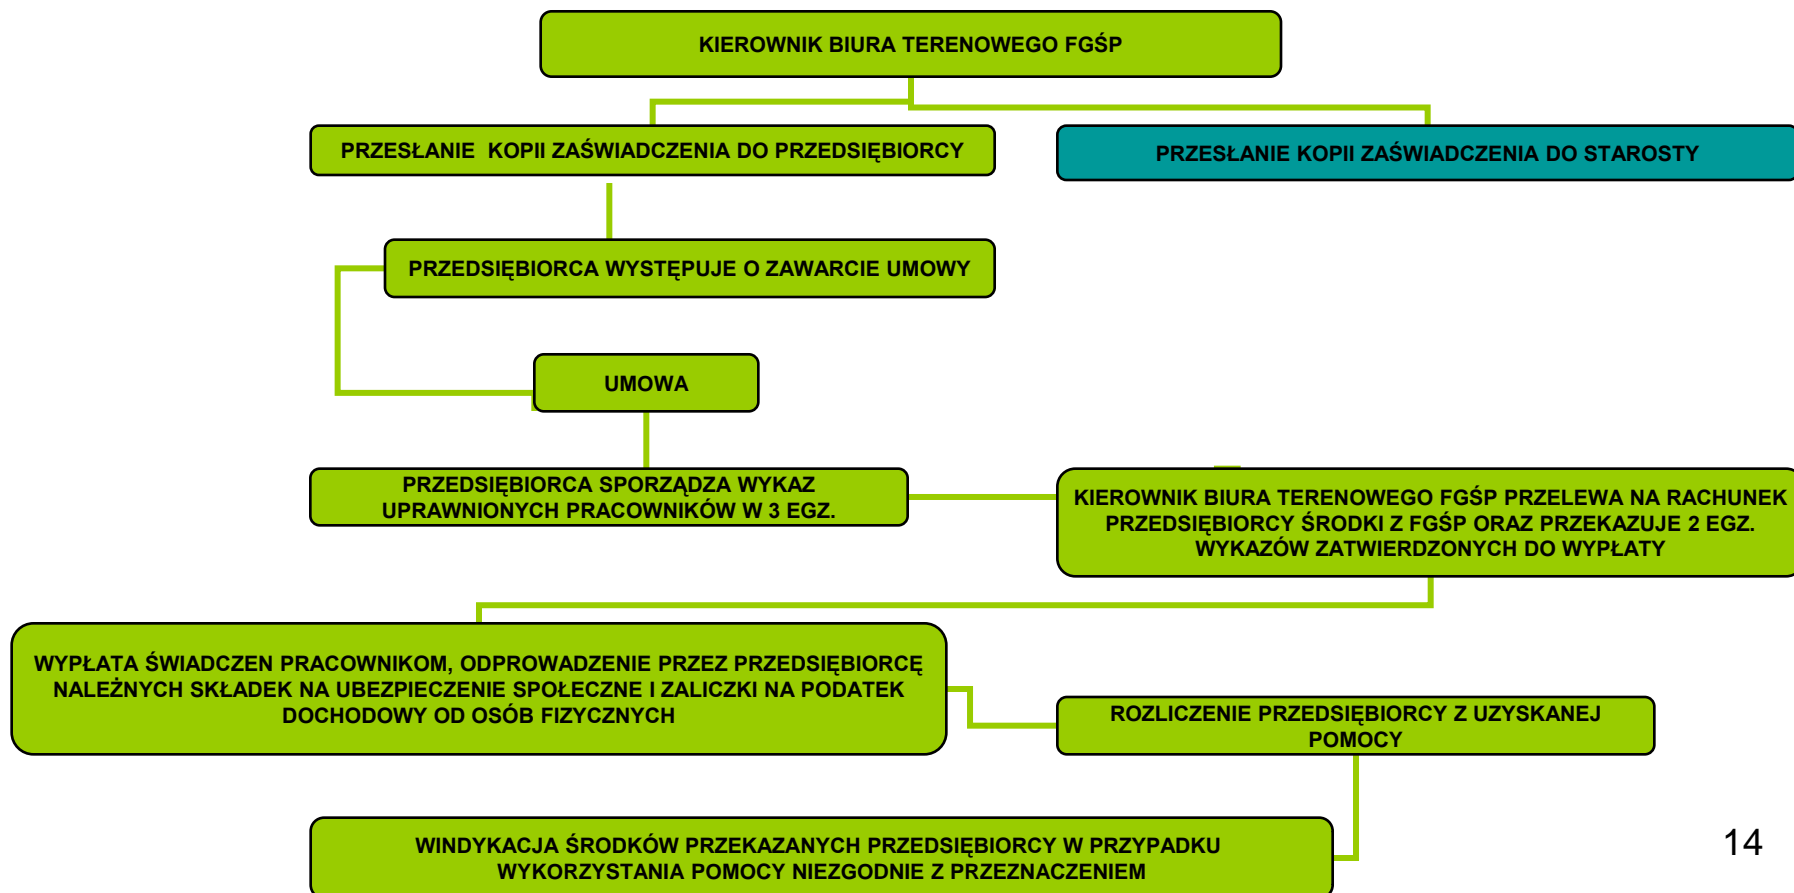 KIEROWNIK BIURA TERENOWEGO FGŚP
PRZESŁANIE KOPII ZAŚWIADCZENIA DO PRZEDSIĘBIORCY
PRZESŁANIE KOPII ZAŚWIADCZENIA DO STAROSTY
PRZEDSIĘBIORCA WYSTĘPUJE O ZAWARCIE UMOWY
UMOWA
PRZEDSIĘBIORCA SPORZĄDZA WYKAZ
UPRAWNIONYCH PRACOWNIKÓW W 3 EGZ.
KIEROWNIK BIURA TERENOWEGO FGŚP PRZELEWA NA RACHUNEK
PRZEDSIĘBIORCY ŚRODKI Z FGŚP ORAZ PRZEKAZUJE 2 EGZ.
WYKAZÓW ZATWIERDZONYCH DO WYPŁATY
WYPŁATA ŚWIADCZEN PRACOWNIKOM, ODPROWADZENIE PRZEZ PRZEDSIĘBIORCĘ
NALEŻNYCH SKŁADEK NA UBEZPIECZENIE SPOŁECZNE I ZALICZKI NA PODATEK
DOCHODOWY OD OSÓB FIZYCZNYCH
ROZLICZENIE PRZEDSIĘBIORCY Z UZYSKANEJ
POMOCY
WINDYKACJA ŚRODKÓW PRZEKAZANYCH PRZEDSIĘBIORCY W PRZYPADKU
WYKORZYSTANIA POMOCY NIEZGODNIE Z PRZEZNACZENIEM
14